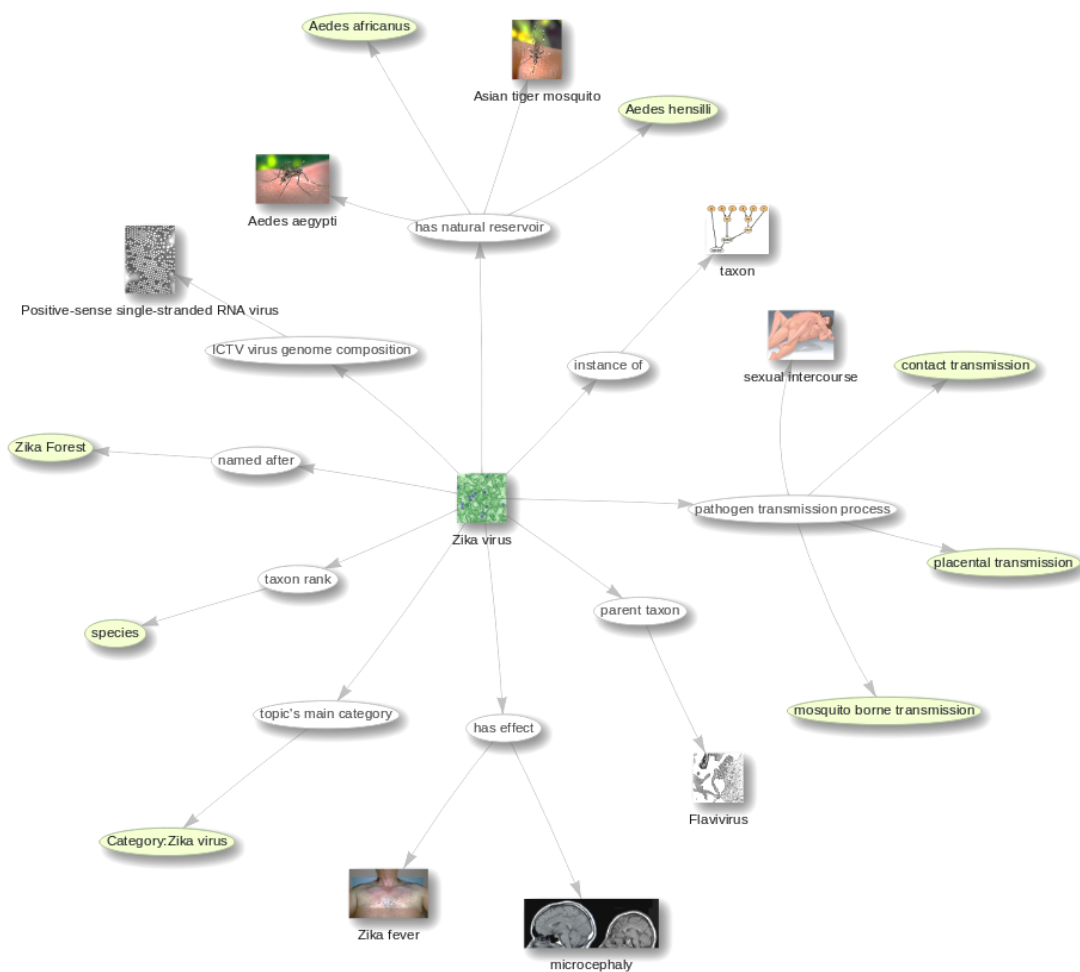 Aedes africanus
Asian tiger mosquito
Aedes hensilli
Aedes aegypti
has natural reservoir
taxon
Positive-sense single-stranded RNA virus
ICTV virus genome composition
instance of
sexual intercourse
contact transmission
Zika Forest
named after
pathogen transmission process
Zika virus
placental transmission
taxon rank
parent taxon
species
mosquito borne transmission
topic's main category
has effect
Flavivirus
Category:Zika virus
Zika fever
microcephaly